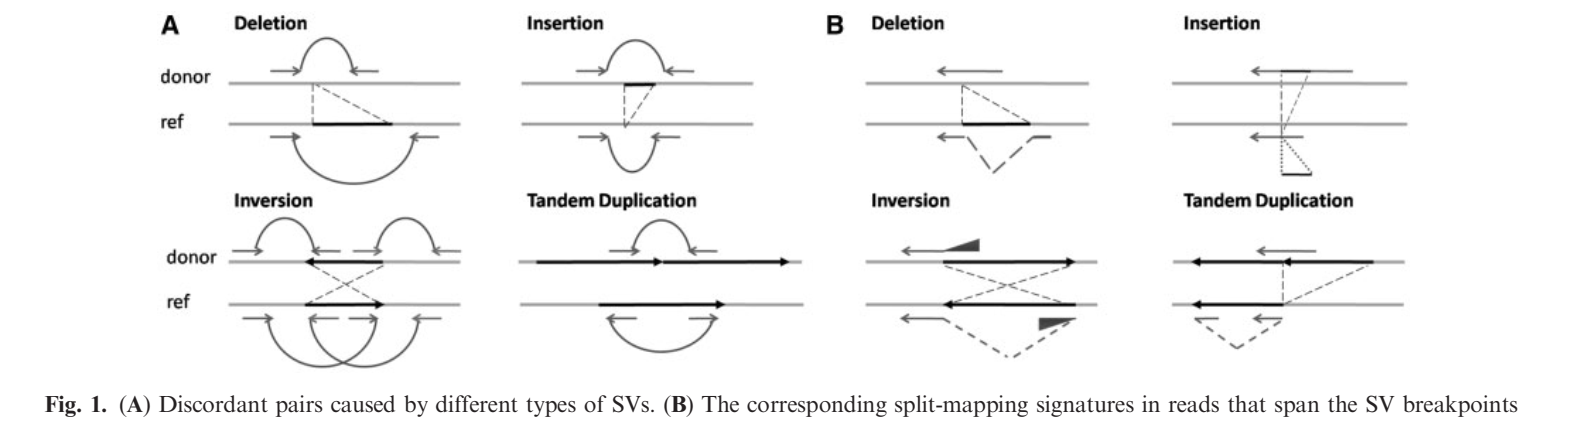 A Deletion Insertion B Deletion Insertion
donor
ref
Inversion Tandem Duplication Inversion Tandem Duplication
donor
ref
Fig. 1. (A) Discordant pairs caused by different types of SVs. (B) The corresponding split-mapping signatures in reads that span the SV breakpoints